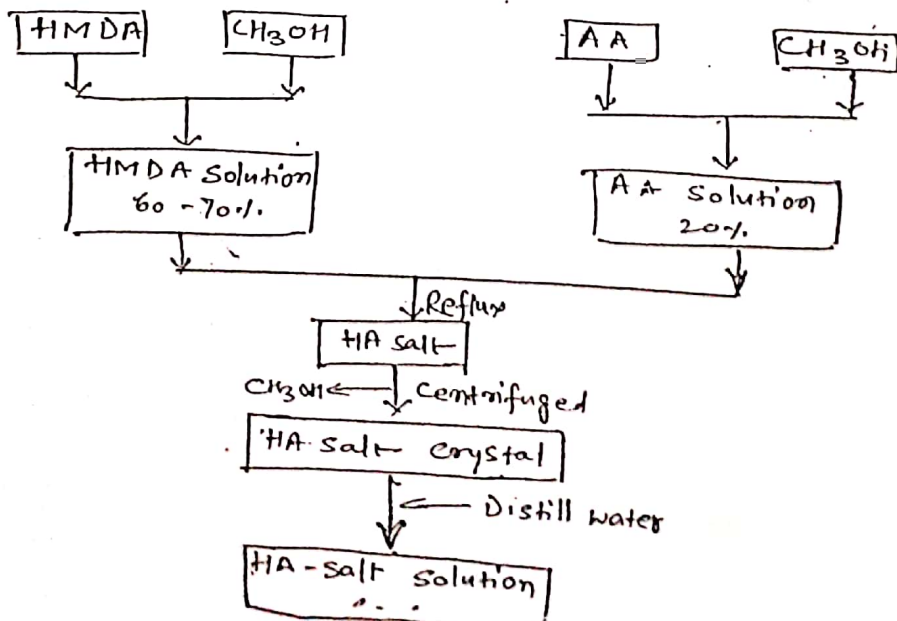 HMDA
CH3OH
AA
CH3OH
HMDA Solution
60-70%
AA Solution
20%
Reflux
HA salt
CH3OH
Centrifuged
HA salt crystal
Distill water
HA-salt solution